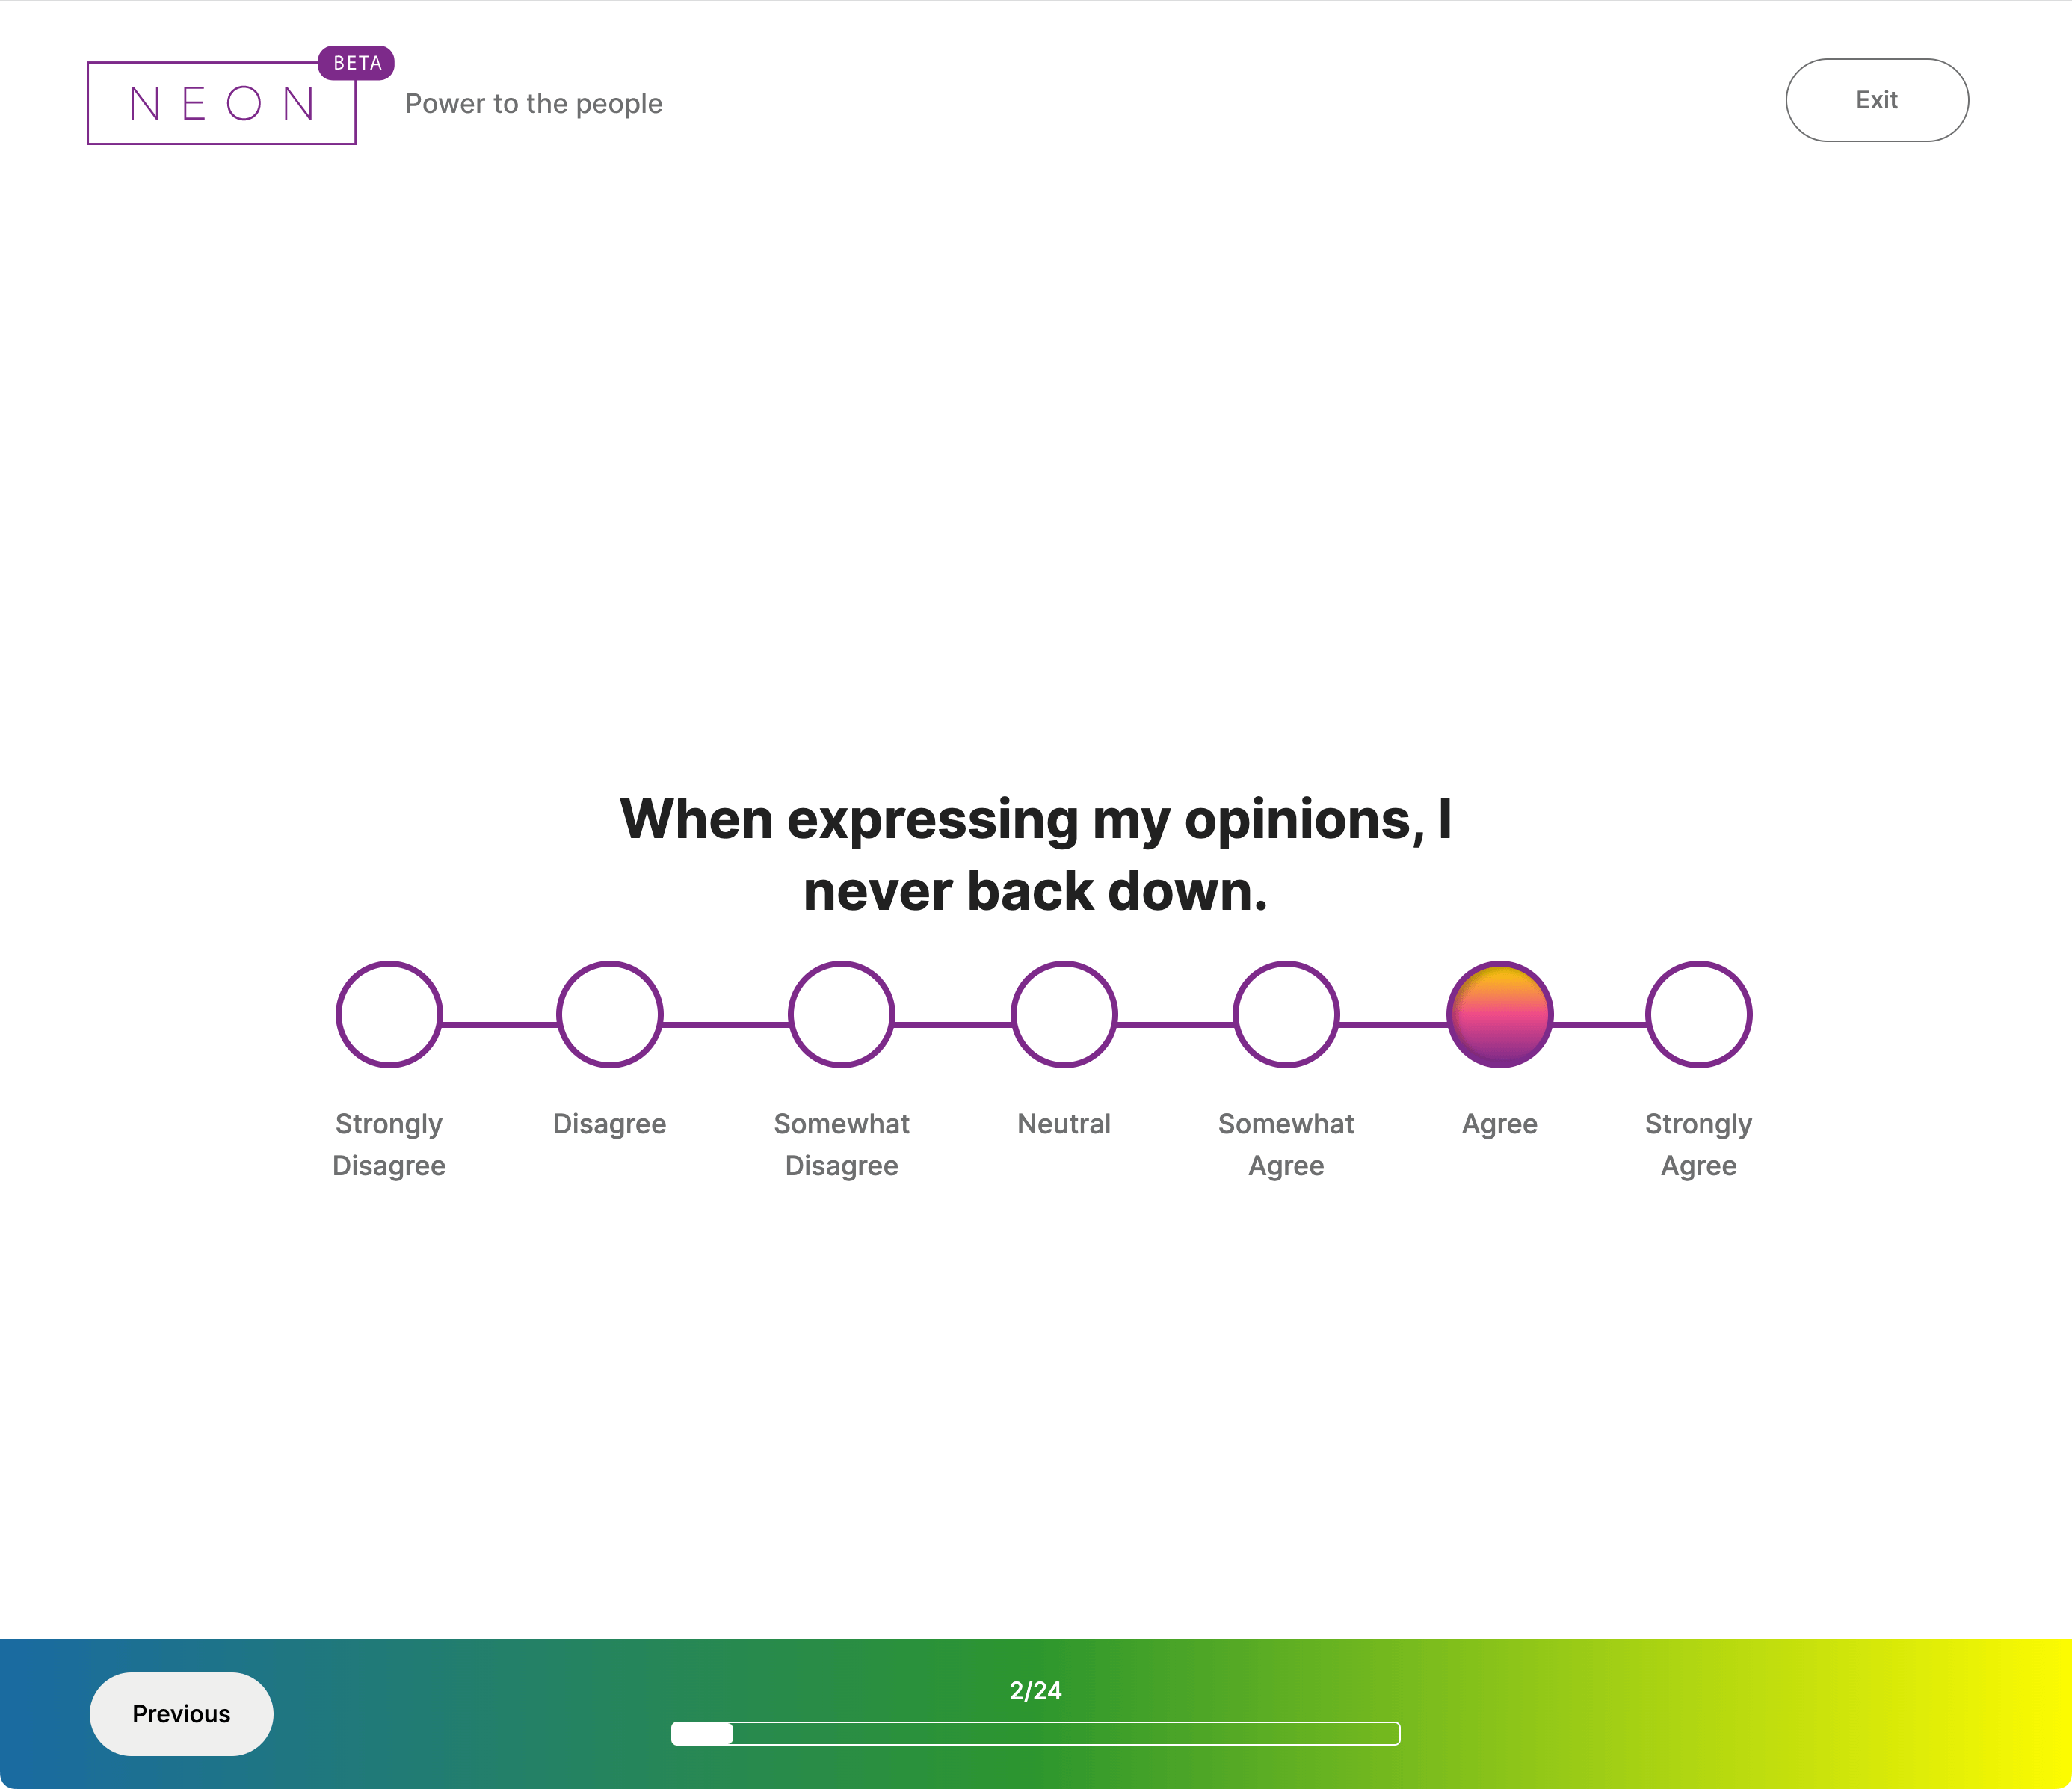 NEON
BETA
Power to the people
Exit
When expressing my opinions, I
never back down.
Strongly
Disagree
Disagree
Somewhat
Disagree
Neutral
Somewhat
Agree
Agree
Strongly
Agree
Previous
2/24